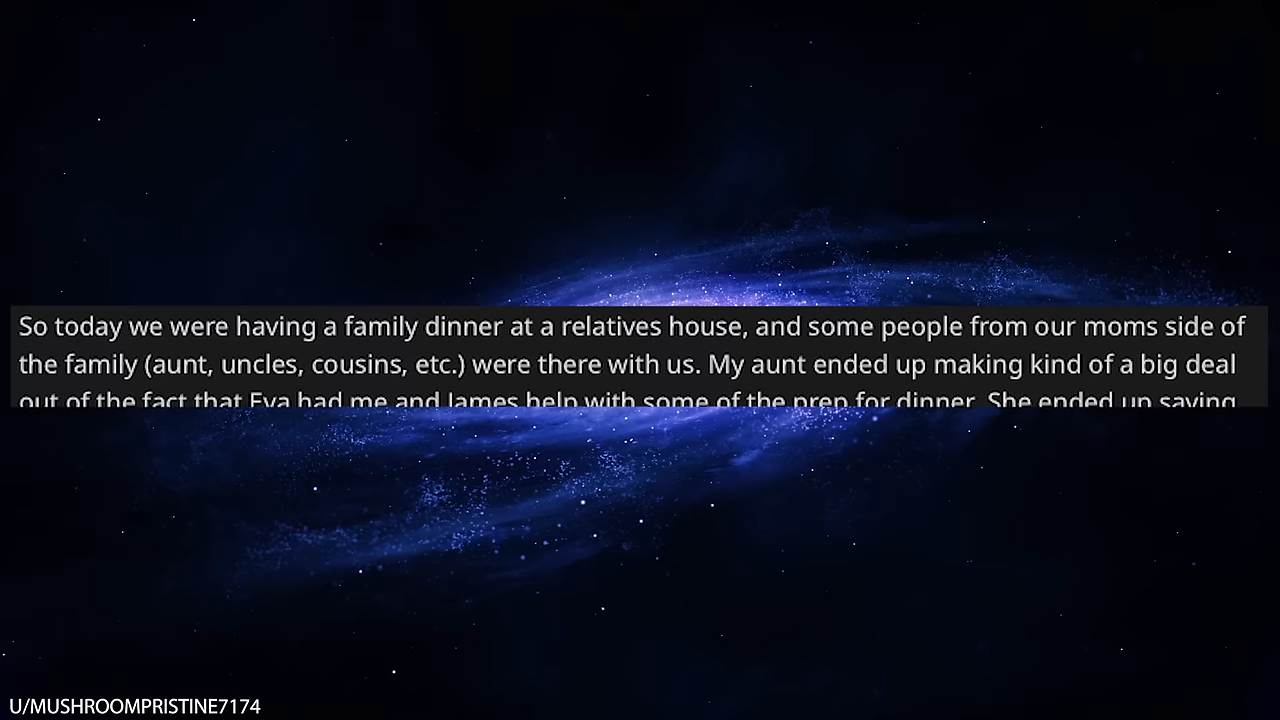 So today we were having a family dinner at a relatives house, and some people from our moms side of
the family (aunt, uncles, cousins, etc.) were there with us. My aunt ended up making kind of a big deal
out of the fact that Eva had me and James help with some of the prep for dinner. She ended up saying
U/MUSHROOMPRISTINE7174